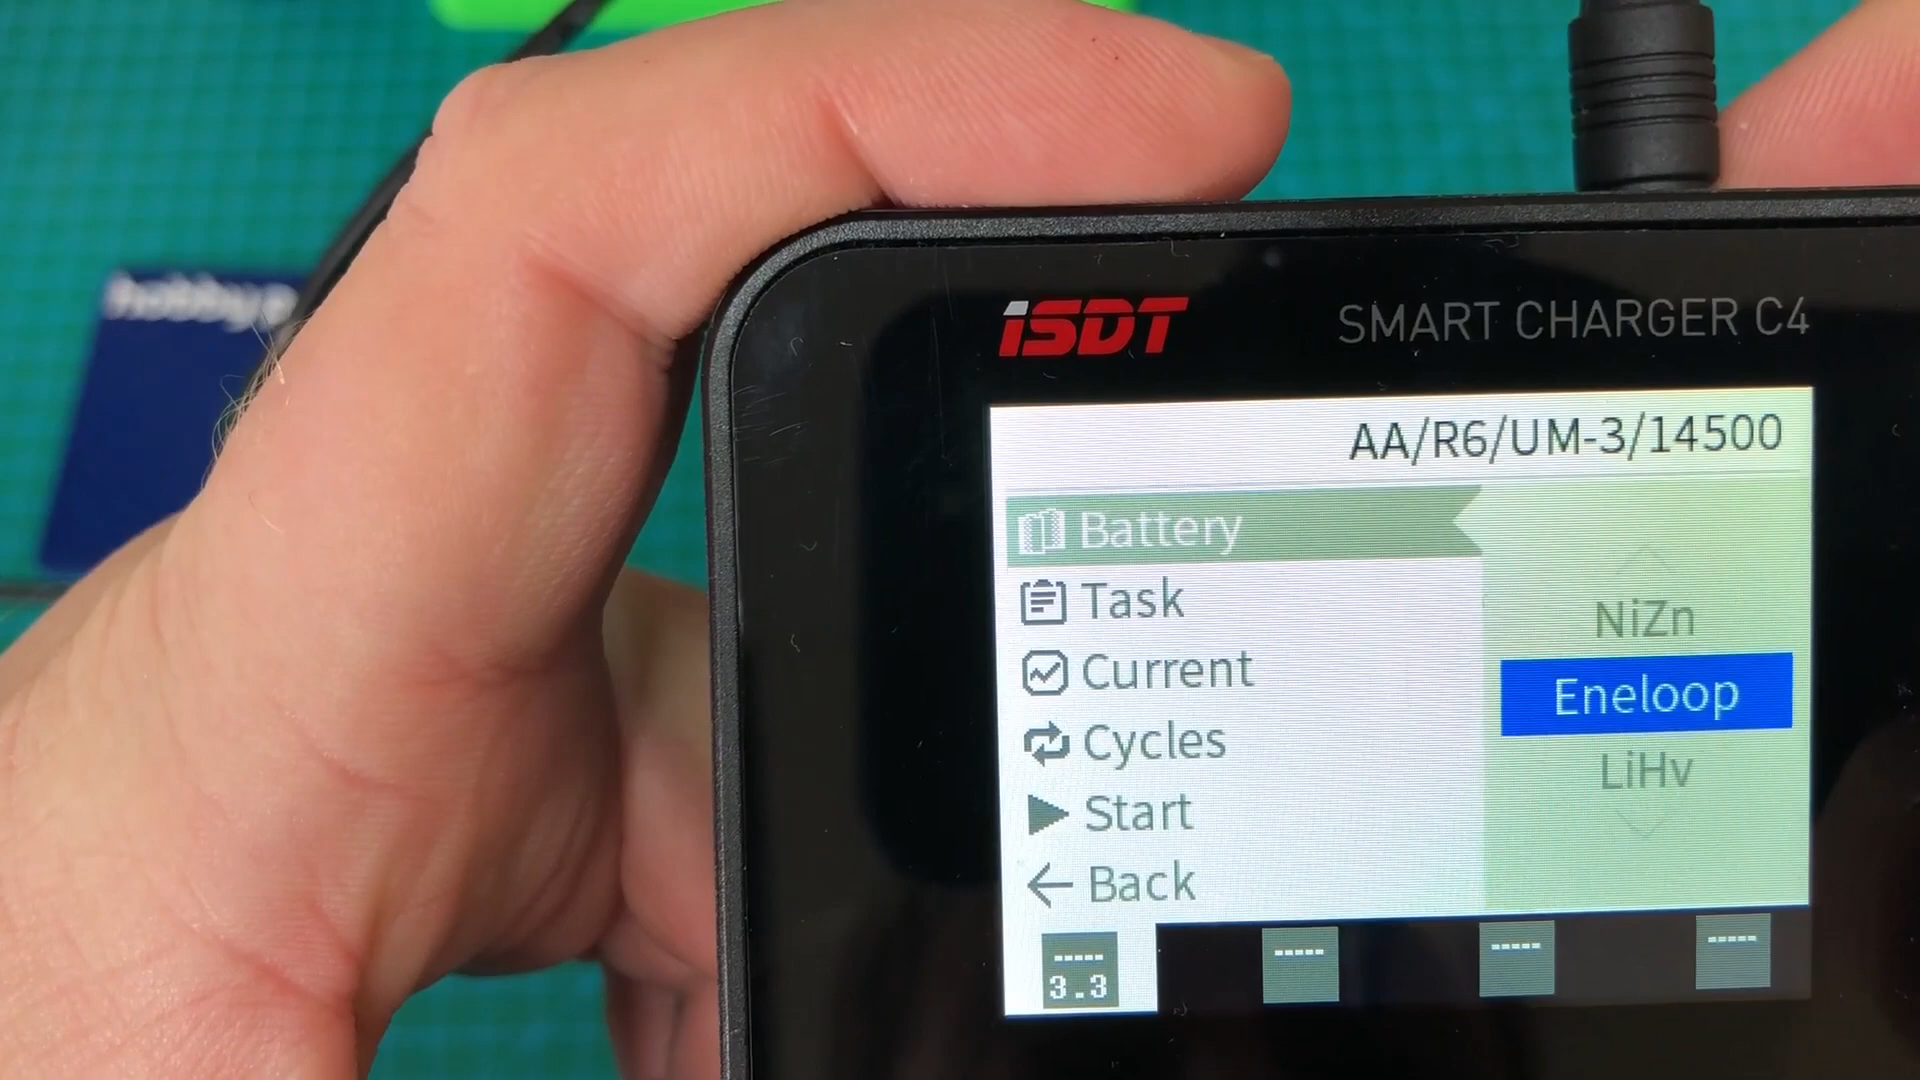 iSDT
SMART CHARGER C4
AA/R6/UM-3/14500
Battery
Task
Current
Cycles
Start
Back
NiZn
Eneloop
LiHv
-----
3.3
-----
-----
-----